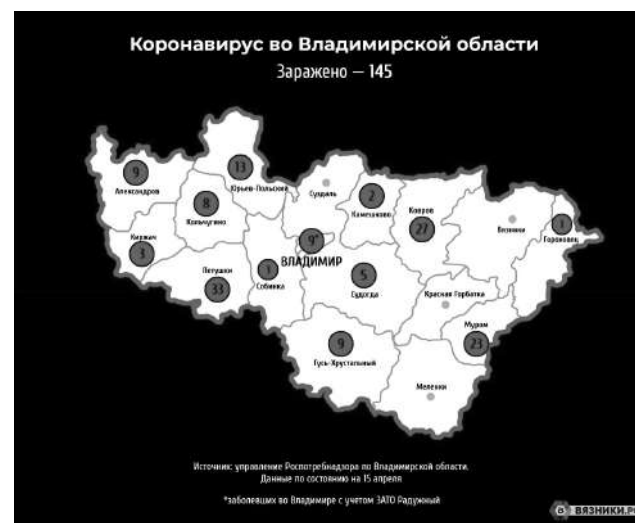 Коронавирус во Владимирской области
Заражено — 145
9
Александров
13
Юрьев-Польский
Суздаль
2
Камешково
Ковров
27
Вязники
1
Гороховец
8
Кольчугино
Киржач
3
9*
ВЛАДИМИР
Петушки
33
Собинка
5
Судогда
Красная Горбатка
Муром
23
9
Гусь-Хрустальный
Меленки
Источник: управление Роспотребнадзора по Владимирской области.
Данные по состоянию на 15 апреля
*заболевших во Владимире с учетом ЗАТО Радужный
ВЯЗНИКИ.РФ